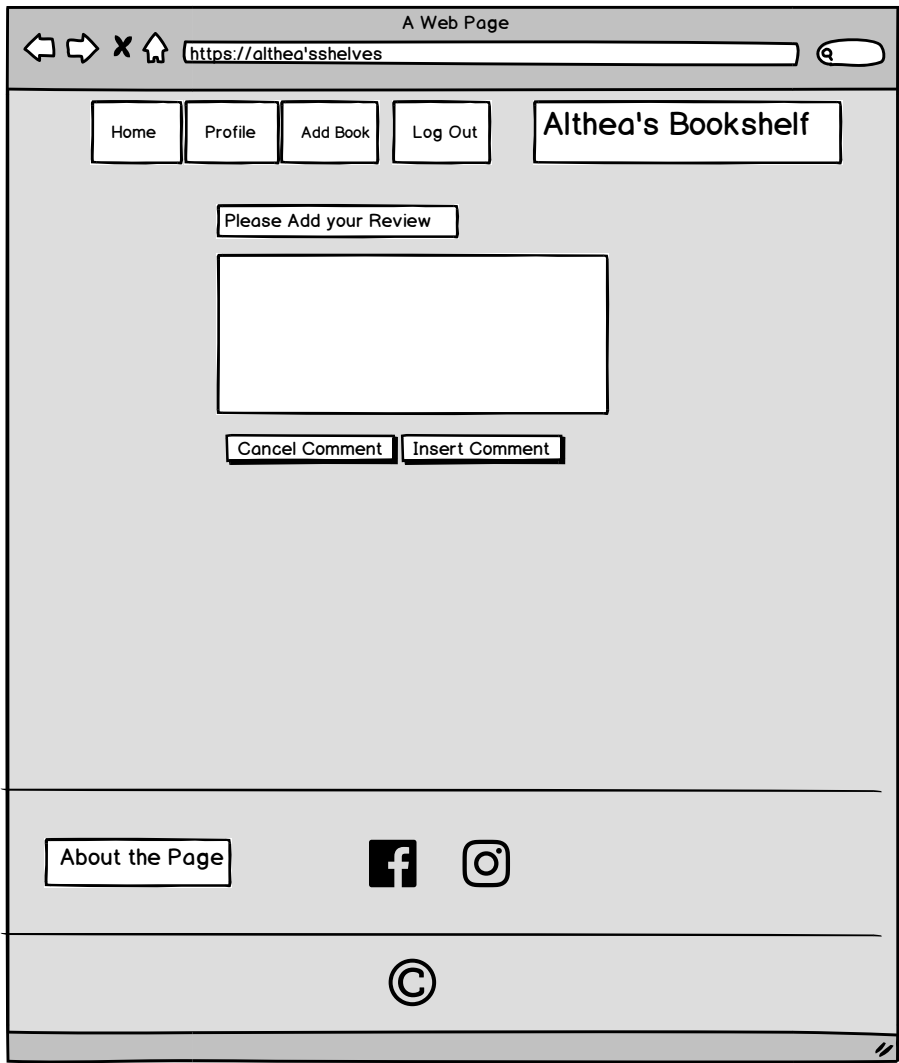 A Web Page
https://althea'sshelves
Home
Profile
Add Book
Log Out
Althea's Bookshelf
Please Add your Review
Cancel Comment
Insert Comment
About the Page
©